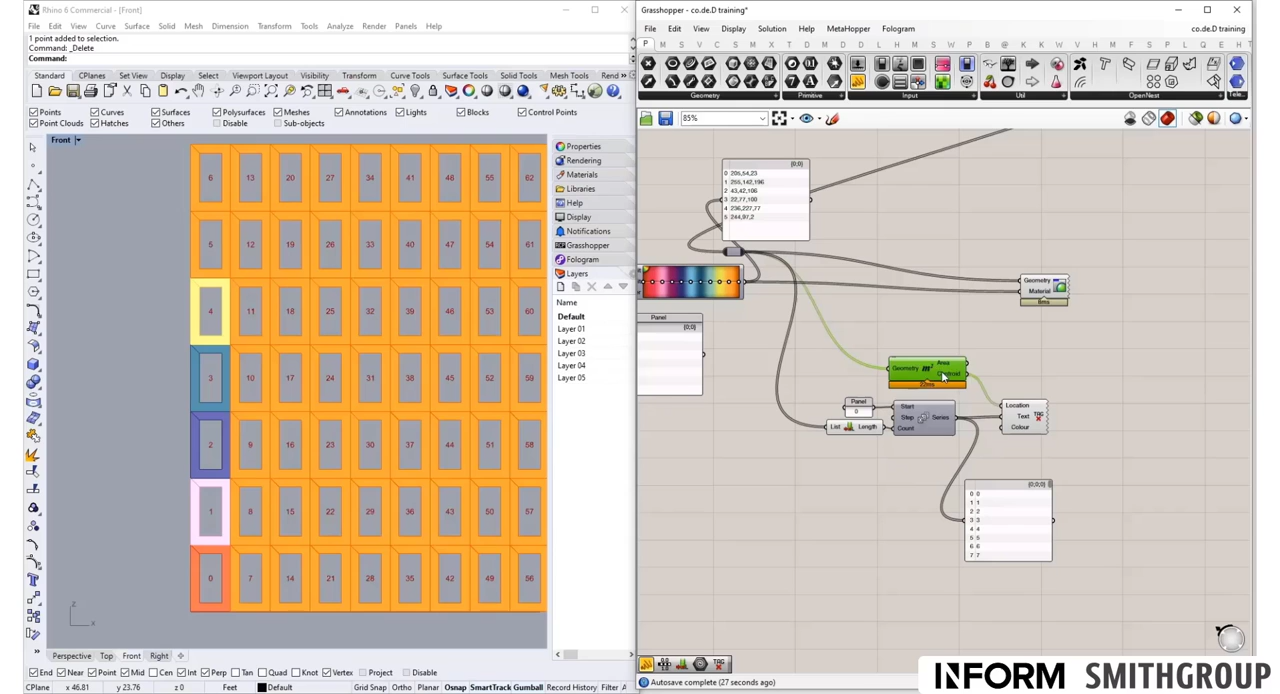 Rhino 6 Commercial - [Front]
File Edit View Curve Surface Solid Mesh Dimension Transform Tools Analyze Render Panels Help
1 point added to selection.
Command: _Delete
Command:
Standard CPlanes Set View Display Select Viewport Layout Visibility Transform Curve Tools Surface Tools Solid Tools Mesh Tools Rend »
Points Curves Surfaces Polysurfaces Meshes Annotations Lights Blocks Control Points
Point Clouds Hatches Others Disable Sub-objects
Front
6 13 20 27 34 41 48 55 62
5 12 19 26 33 40 47 54 61
4 11 18 25 32 39 46 53 60
3 10 17 24 31 38 45 52 59
2 9 16 23 30 37 44 51 58
1 8 15 22 29 36 43 50 57
0 7 14 21 28 35 42 49 56
z
x
Properties
Rendering
Materials
Libraries
Help
Display
Notifications
Grasshopper
Fologram
Layers
Name
Default
Layer 01
Layer 02
Layer 03
Layer 04
Layer 05
Perspective Top Front Right
End Near Point Mid Cen Int Perp Tan Quad Knot Vertex Project Disable
CPlane x 46.81 y 23.76 z 0 Feet Default Grid Snap Ortho Planar Osnap SmartTrack Gumball Record History Filter
Grasshopper - co.de.D training*
File Edit View Display Solution Help MetaHopper Fologram co.de.D training
Geometry Primitive Input Util OpenNest Tele...
85%
{0;0}
0 205,54,23
1 255,142,196
2 43,42,106
3 22,77,100
4 236,227,77
5 244,97,2
Panel
{0;0}
Geometry
Material
8ms
Geometry m² Area
Centroid
22ms
Panel
0
Start
Step Series
Count
List Length
Location
Text TAG
Colour
{0;0;0}
0 0
1 1
2 2
3 3
4 4
5 5
6 6
7 7
TAG
Autosave complete (27 seconds ago)
INFORM SMITHGROUP